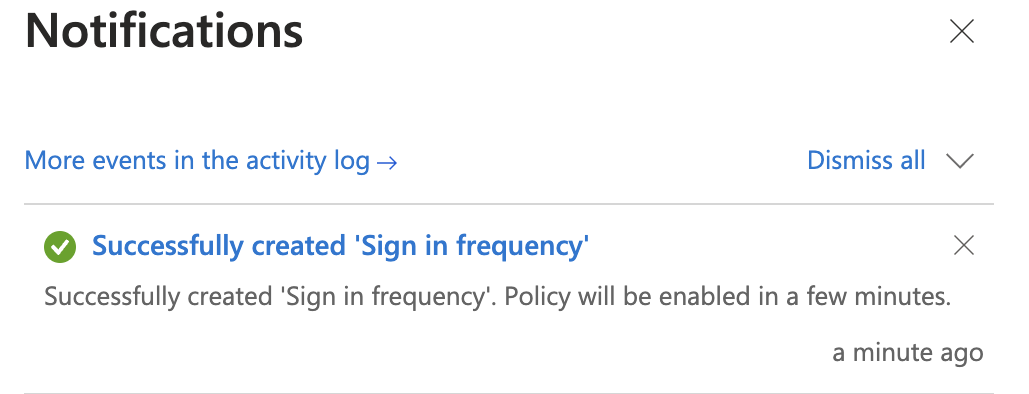 Notifications
More events in the activity log →
Dismiss all
Successfully created 'Sign in frequency'
Successfully created 'Sign in frequency'. Policy will be enabled in a few minutes.
a minute ago